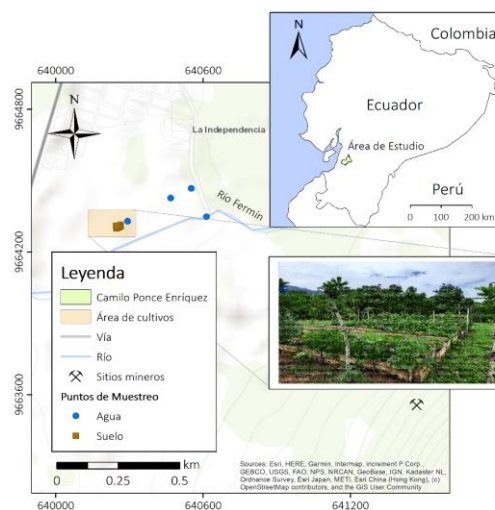 640000
640600
9664800
9664200
9663600
N
La Independencia
Río Fermín
N
Colombia
Ecuador
Área de Estudio
Perú
0
100
200 km
Leyenda
Camilo Ponce Enríquez
Área de cultivos
Vía
Río
Sitios mineros
Puntos de Muestreo
Agua
Suelo
0
0.25
0.5
km
Sources: Esri, HERE, Garmin, Intermap, increment P Corp.,
GEBCO, USGS, FAO, NPS, NRCAN, GeoBase, IGN, Kadaster NL,
Ordnance Survey, Esri Japan, METI, Esri China (Hong Kong), (c)
OpenStreetMap contributors, and the GIS User Community
640000
640600
641200